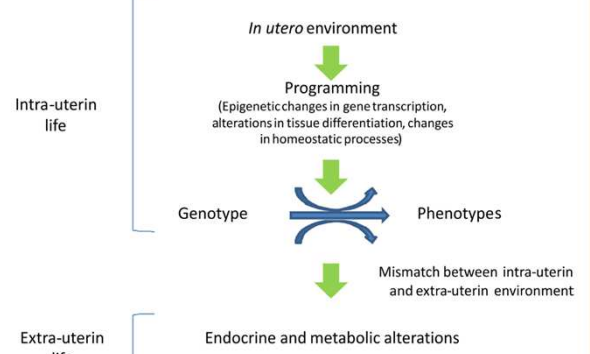 In utero environment
Programming
(Epigenetic changes in gene transcription,
alterations in tissue differentiation, changes
in homeostatic processes)
Intra-uterin
life
Genotype
Phenotypes
Mismatch between intra-uterin
and extra-uterin environment
Extra-uterin
Endocrine and metabolic alterations